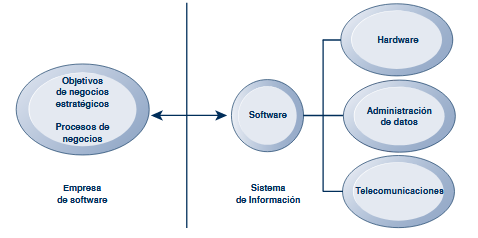 Objetivos
de negocios
estratégicos
Procesos de
negocios
Empresa
de software
Software
Sistema
de Información
Hardware
Administración
de datos
Telecomunicaciones